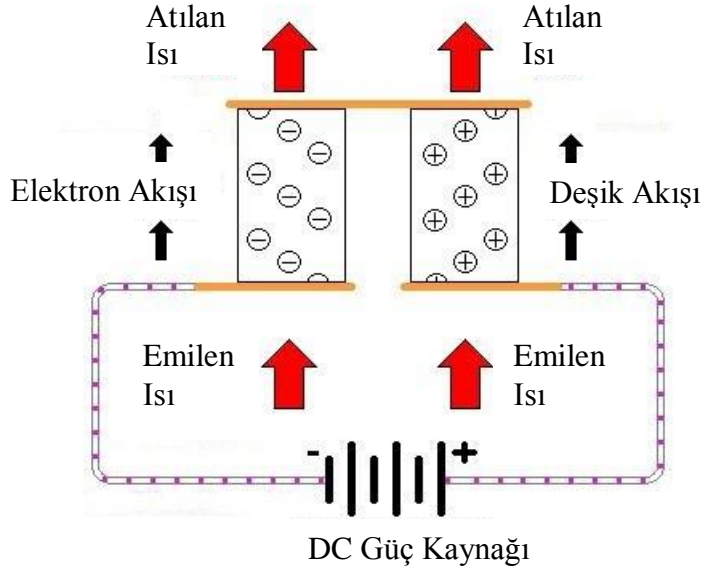 Atılan
Isı
Atılan
Isı
Elektron Akışı
Deşik Akışı
Emilen
Isı
Emilen
Isı
- +
DC Güç Kaynağı